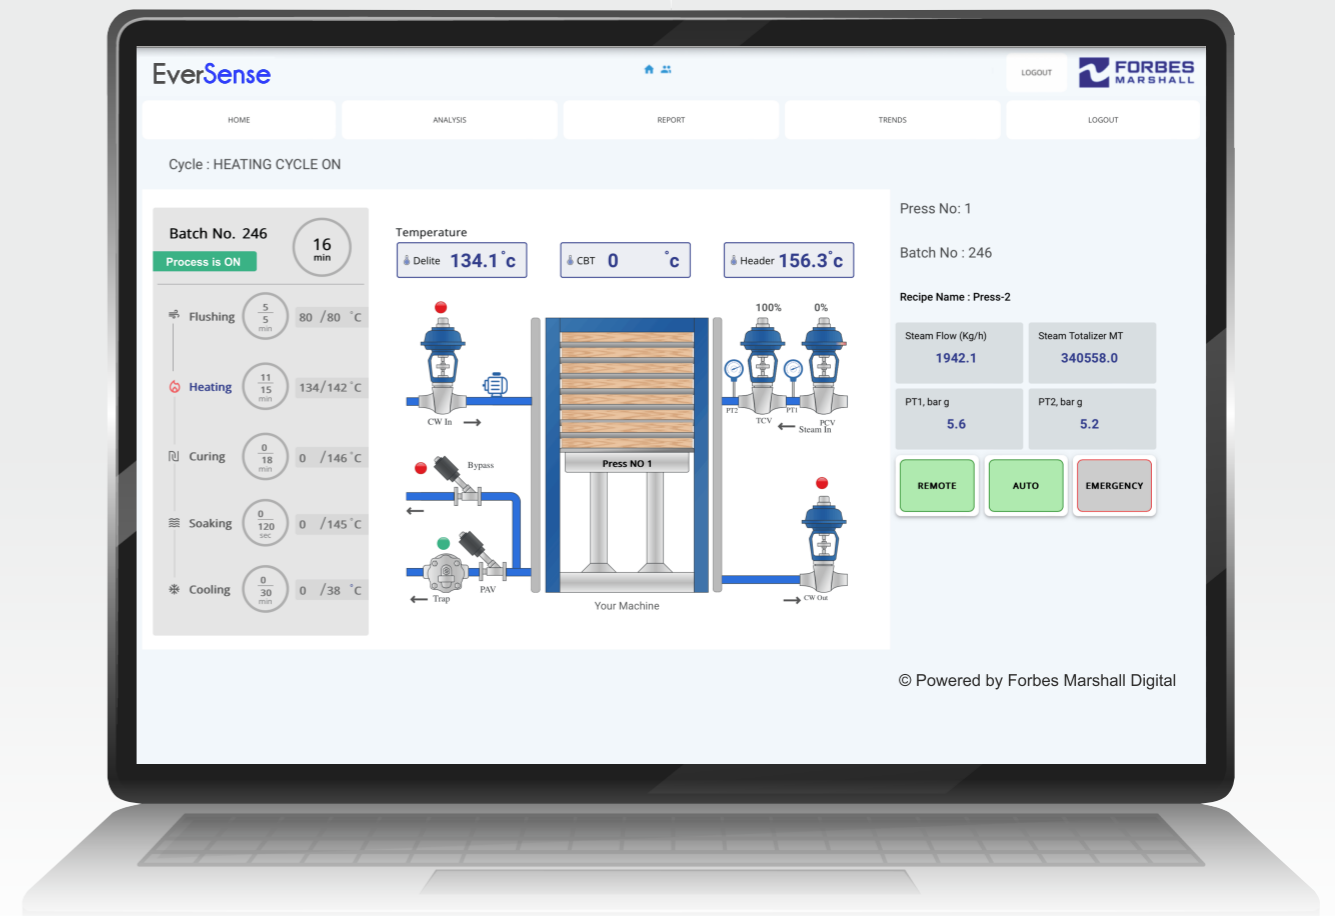 EverSense
LOGOUT
FORBES
MARSHALL
HOME
ANALYSIS
REPORT
TRENDS
LOGOUT
Cycle : HEATING CYCLE ON
Batch No. 246
Process is ON
16
min
Flushing
5
5
min
80 /80 °C
Heating
11
15
min
134/142 °C
Curing
0
18
min
0 /146 °C
Soaking
0
120
sec
0 /145 °C
Cooling
0
30
min
0 /38 °C
Temperature
Delite 134.1°c
CBT 0 °c
Header 156.3°c
100%
0%
CW In
PT2
TCV
PT1
PCV
Steam In
Bypass
Press NO 1
PAV
Trap
CW Out
Your Machine
Press No: 1
Batch No : 246
Recipe Name : Press-2
Steam Flow (Kg/h)
1942.1
Steam Totalizer MT
340558.0
PT1, bar g
5.6
PT2, bar g
5.2
REMOTE
AUTO
EMERGENCY
© Powered by Forbes Marshall Digital